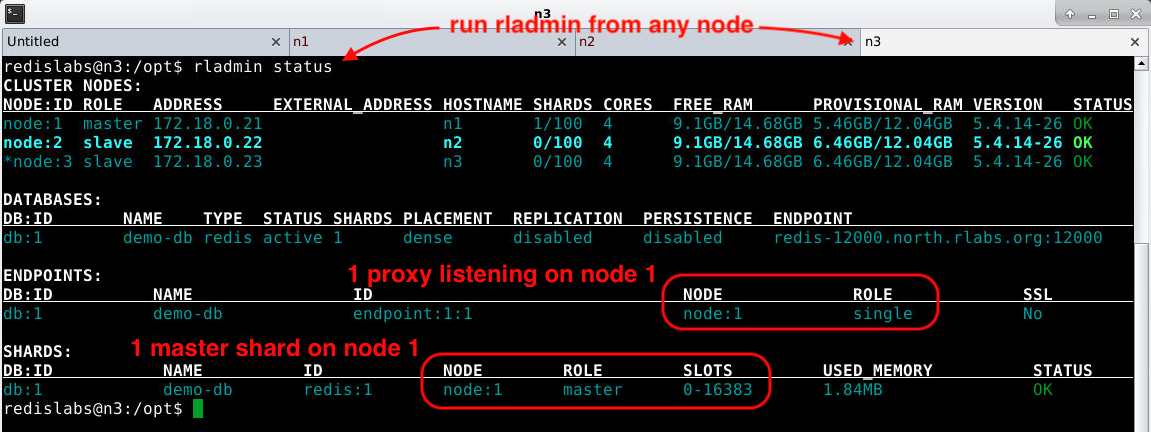 n3
run rladmin from any node
Untitled × n1 × n2 × n3 ×
redislabs@n3:/opt$ rladmin status
CLUSTER NODES:
NODE:ID ROLE ADDRESS EXTERNAL_ADDRESS HOSTNAME SHARDS CORES FREE_RAM PROVISIONAL_RAM VERSION STATUS
node:1 master 172.18.0.21 n1 1/100 4 9.1GB/14.68GB 5.46GB/12.04GB 5.4.14-26 OK
node:2 slave 172.18.0.22 n2 0/100 4 9.1GB/14.68GB 6.46GB/12.04GB 5.4.14-26 OK
*node:3 slave 172.18.0.23 n3 0/100 4 9.1GB/14.68GB 6.46GB/12.04GB 5.4.14-26 OK
DATABASES:
DB:ID NAME TYPE STATUS SHARDS PLACEMENT REPLICATION PERSISTENCE ENDPOINT
db:1 demo-db redis active 1 dense disabled disabled redis-12000.north.rlabs.org:12000
ENDPOINTS:
1 proxy listening on node 1
DB:ID NAME ID NODE ROLE SSL
db:1 demo-db endpoint:1:1 node:1 single No
SHARDS:
1 master shard on node 1
DB:ID NAME ID NODE ROLE SLOTS USED_MEMORY STATUS
db:1 demo-db redis:1 node:1 master 0-16383 1.84MB OK
redislabs@n3:/opt$